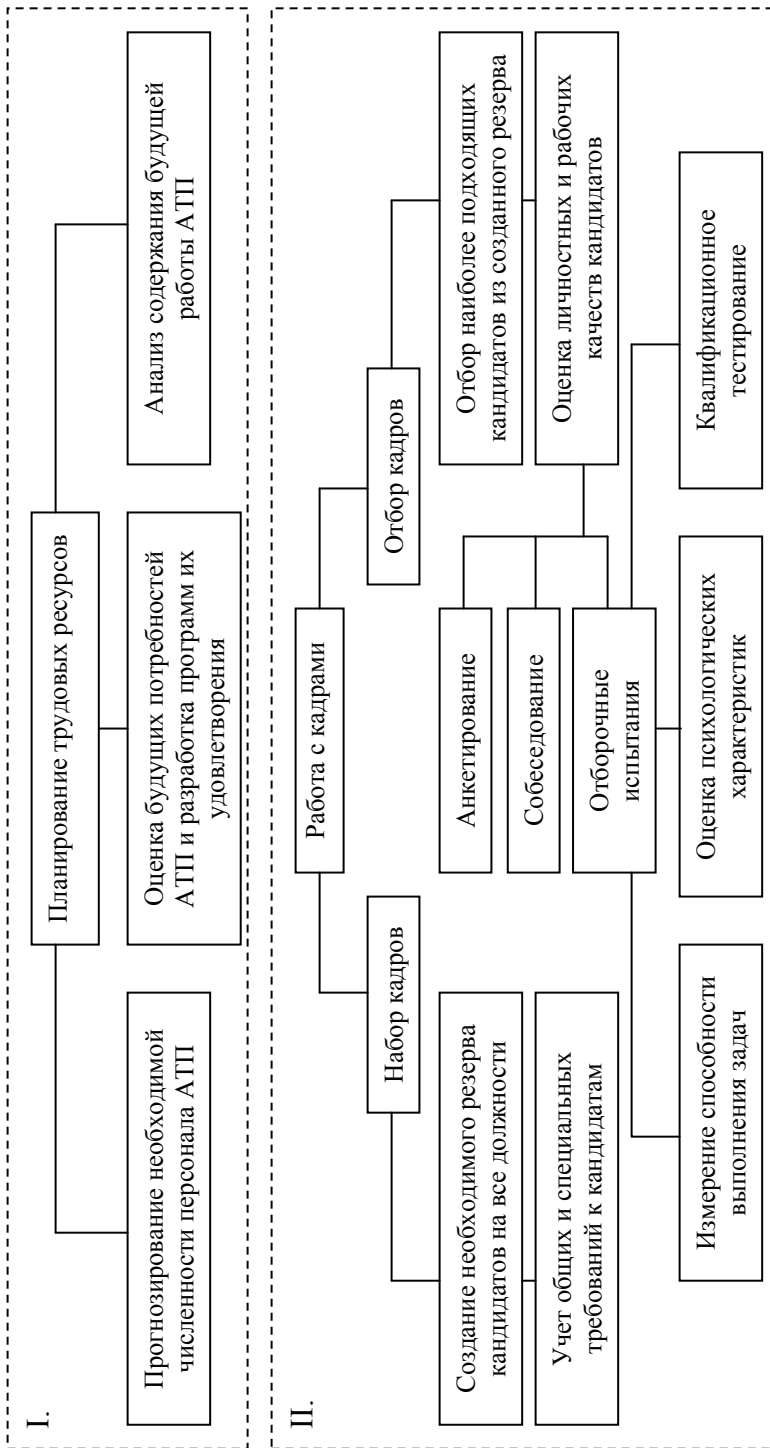 I.
Планирование трудовых ресурсов
Прогнозирование необходимой
численности персонала АТП
Оценка будущих потребностей
АТП и разработка программ их
удовлетворения
Анализ содержания будущей
работы АТП
II.
Работа с кадрами
Набор кадров
Отбор кадров
Создание необходимого резерва
кандидатов на все должности
Учет общих и специальных
требований к кандидатам
Анкетирование
Собеседование
Отборочные
испытания
Отбор наиболее подходящих
кандидатов из созданного резерва
Оценка личностных и рабочих
качеств кандидатов
Измерение способности
выполнения задач
Оценка психологических
характеристик
Квалификационное
тестирование